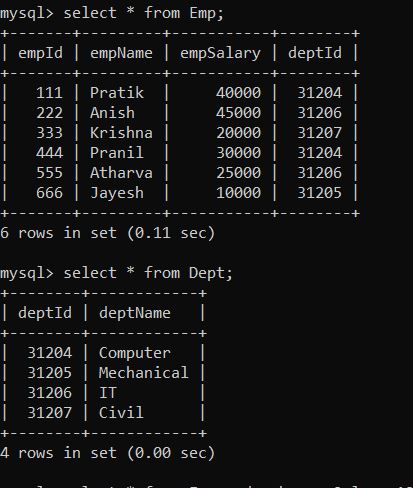 mysql> select * from Emp;
+-------+---------+-----------+--------+
| empId | empName | empSalary | deptId |
+-------+---------+-----------+--------+
|   111 | Pratik  |     40000 |  31204 |
|   222 | Anish   |     45000 |  31206 |
|   333 | Krishna |     20000 |  31207 |
|   444 | Pranil  |     30000 |  31204 |
|   555 | Atharva |     25000 |  31206 |
|   666 | Jayesh  |     10000 |  31205 |
+-------+---------+-----------+--------+
6 rows in set (0.11 sec)

mysql> select * from Dept;
+--------+------------+
| deptId | deptName   |
+--------+------------+
|  31204 | Computer   |
|  31205 | Mechanical |
|  31206 | IT         |
|  31207 | Civil      |
+--------+------------+
4 rows in set (0.00 sec)